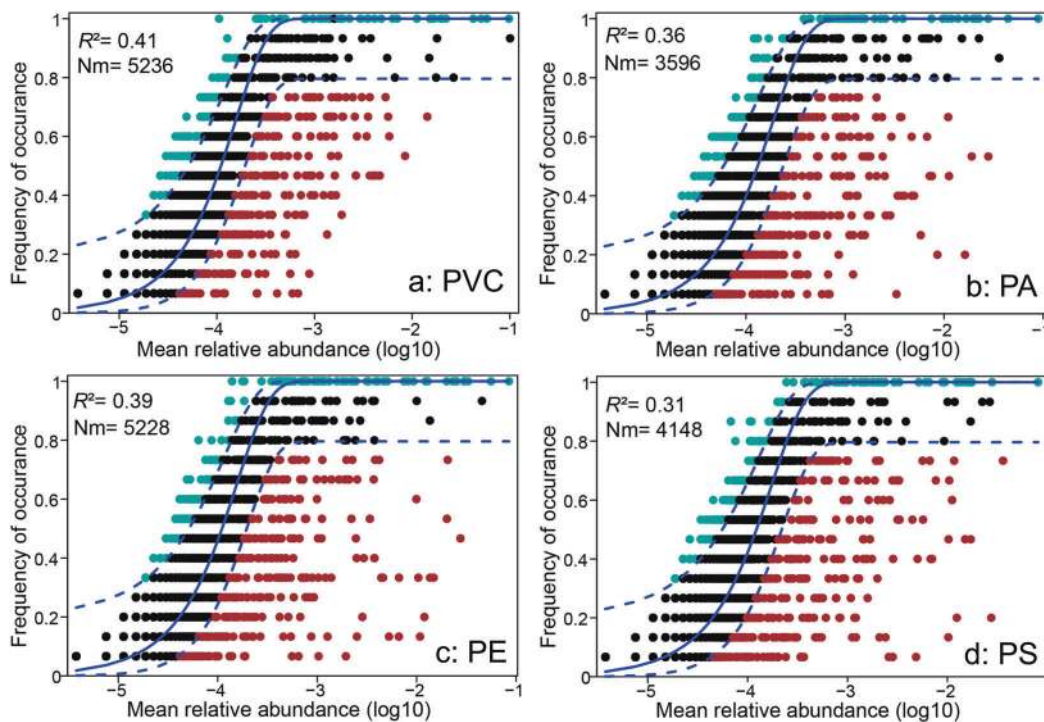 R²= 0.41
Nm= 5236
Frequency of occurance
1
0.8
0.6
0.4
0.2
0
a: PVC
−5 −4 −3 −2 −1
Mean relative abundance (log10)
R²= 0.36
Nm= 3596
Frequency of occurance
1
0.8
0.6
0.4
0.2
0
b: PA
−5 −4 −3 −2 −1
Mean relative abundance (log10)
R²= 0.39
Nm= 5228
Frequency of occurance
1
0.8
0.6
0.4
0.2
0
c: PE
−5 −4 −3 −2 −1
Mean relative abundance (log10)
R²= 0.31
Nm= 4148
Frequency of occurance
1
0.8
0.6
0.4
0.2
0
d: PS
−5 −4 −3 −2 −1
Mean relative abundance (log10)